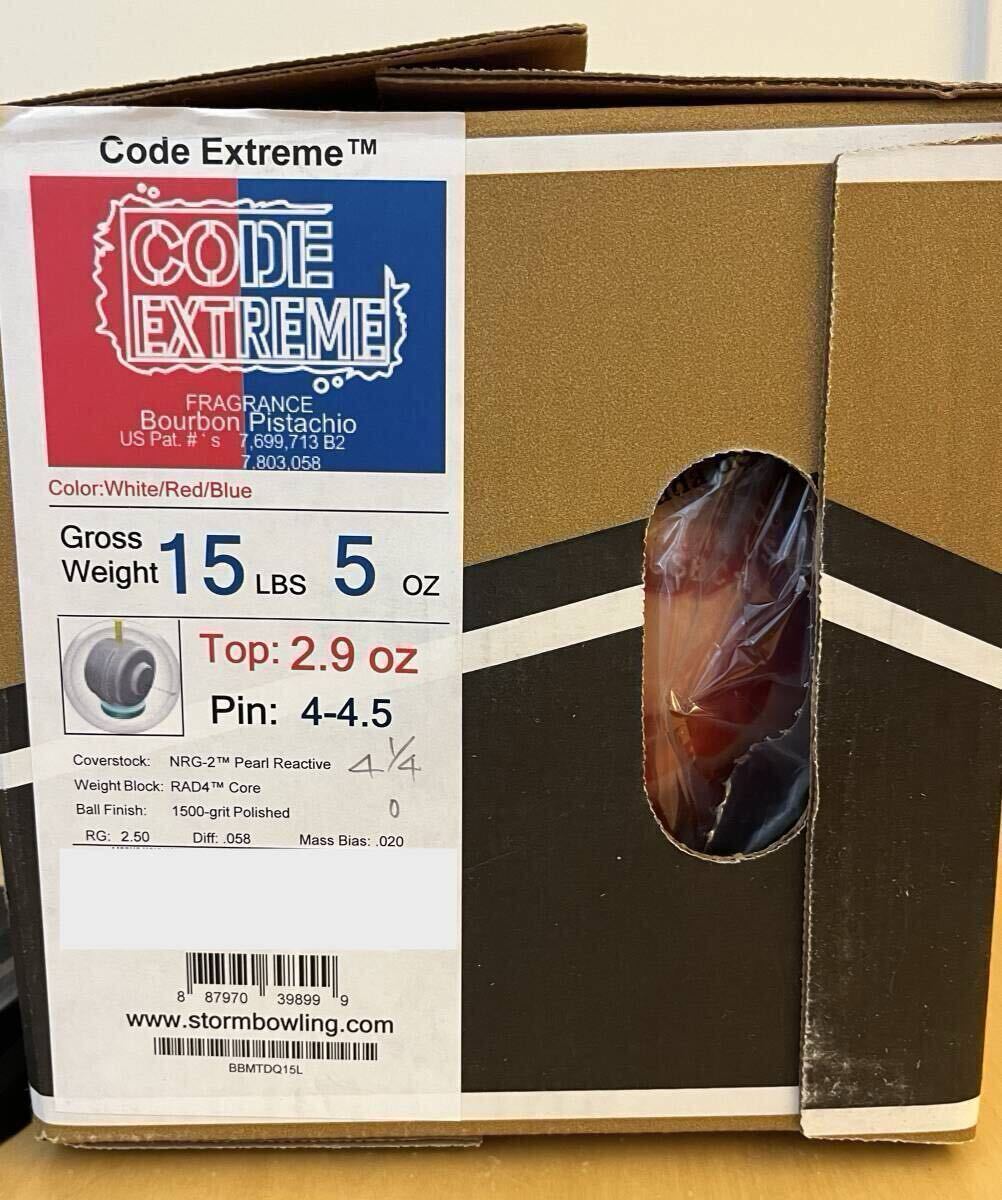 Code Extreme™
CODE
EXTREME
FRAGRANCE
Bourbon Pistachio
US Pat. #'s 7,699,713 B2
7,803,058
Color:White/Red/Blue
Gross
Weight 15 LBS 5 OZ
Top: 2.9 oz
Pin: 4-4.5
Coverstock: NRG-2™ Pearl Reactive 4 1/4
Weight Block: RAD4™ Core
Ball Finish: 1500-grit Polished 0
RG: 2.50 Diff: .058 Mass Bias: .020
8 87970 39899 9
www.stormbowling.com
BBMTDQ15L